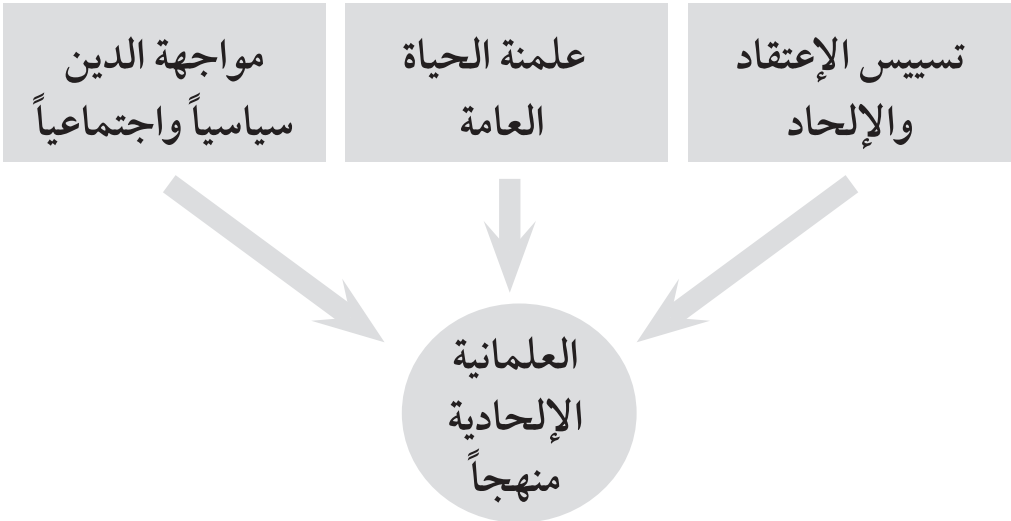 تسييس الإعتقاد
والإلحاد
علمنة الحياة
العامة
مواجهة الدين
سياسياً واجتماعياً
العلمانية
الإلحادية
منهجاً